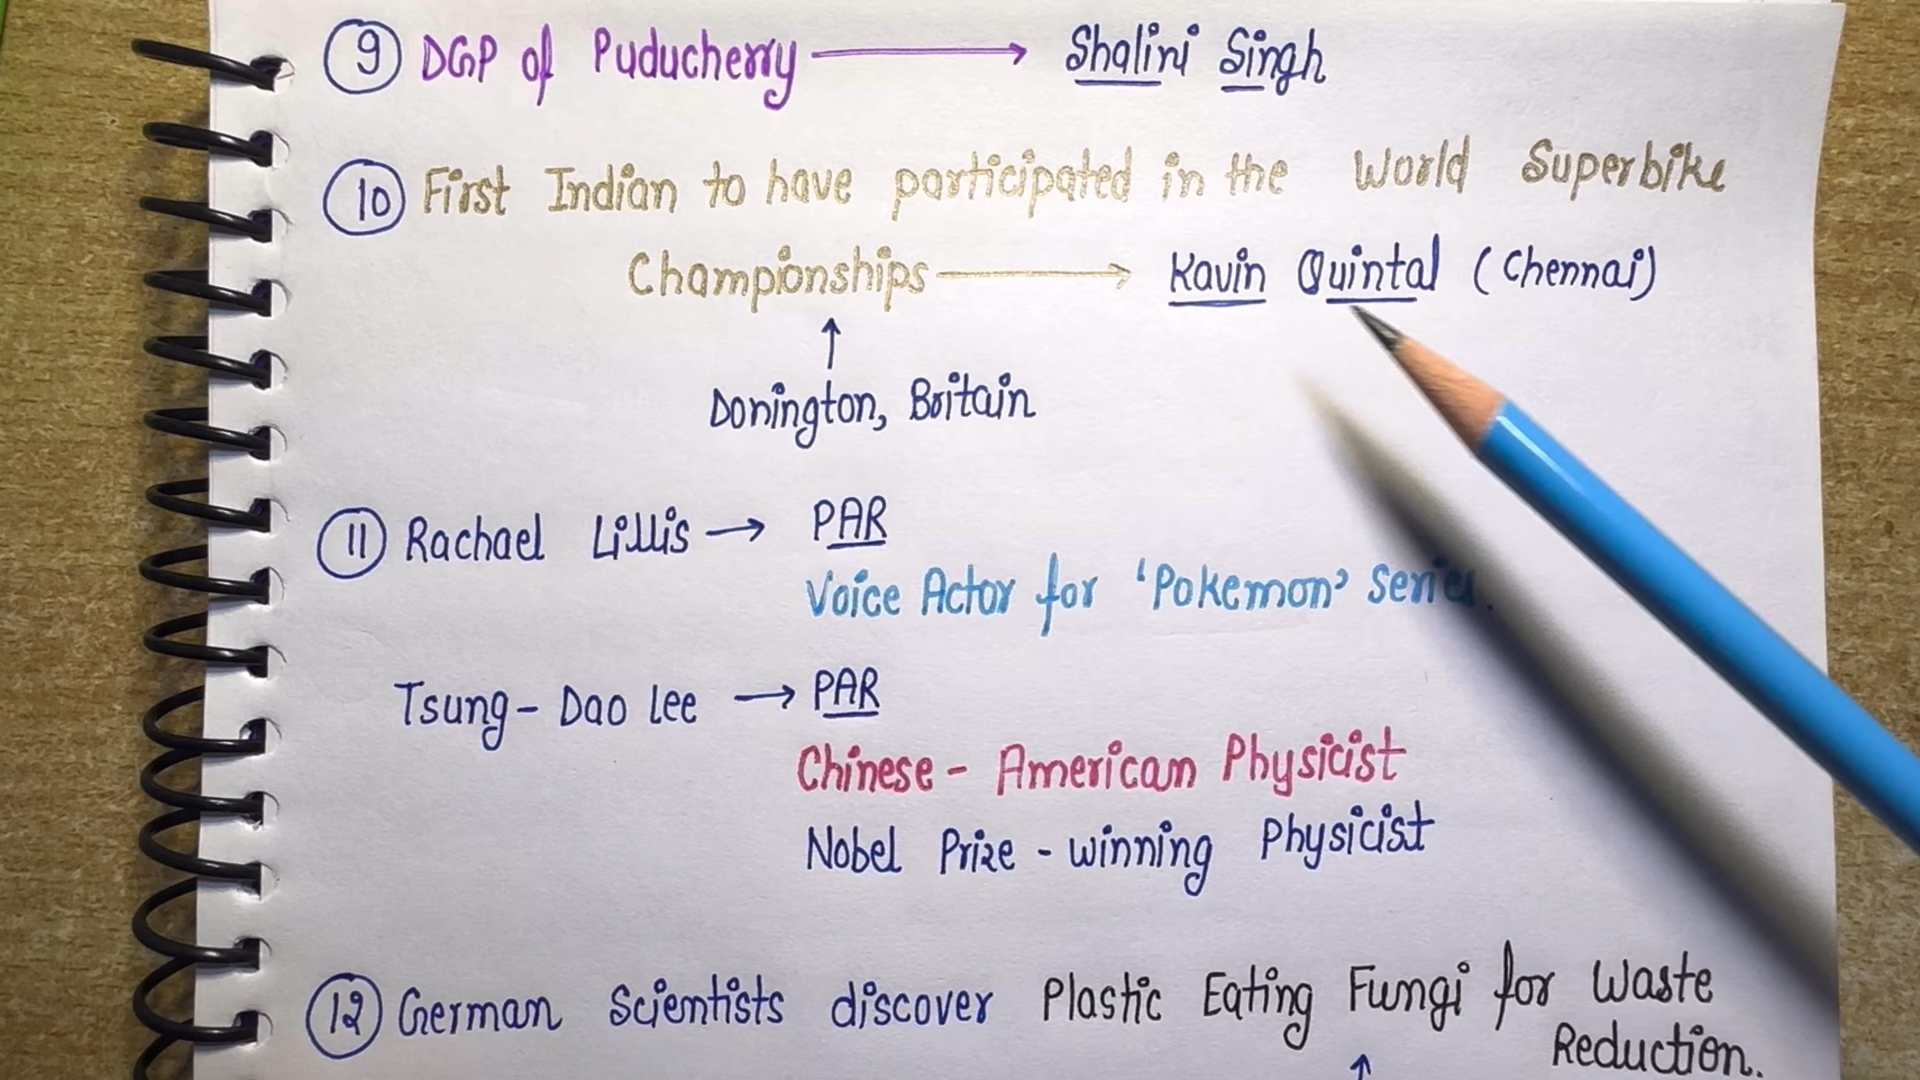 9 DGP of Puducherry → Shalini Singh
10 First Indian to have participated in the World Superbike
Championships → Kavin Quintal (Chennai)
↑
Donington, Britain
11 Rachael Lillis → PAR
Voice Actor for 'Pokemon' series.
Tsung-Dao Lee → PAR
Chinese - American Physicist
Nobel Prize - winning Physicist
12 German Scientists discover Plastic Eating Fungi for Waste
Reduction.
↑